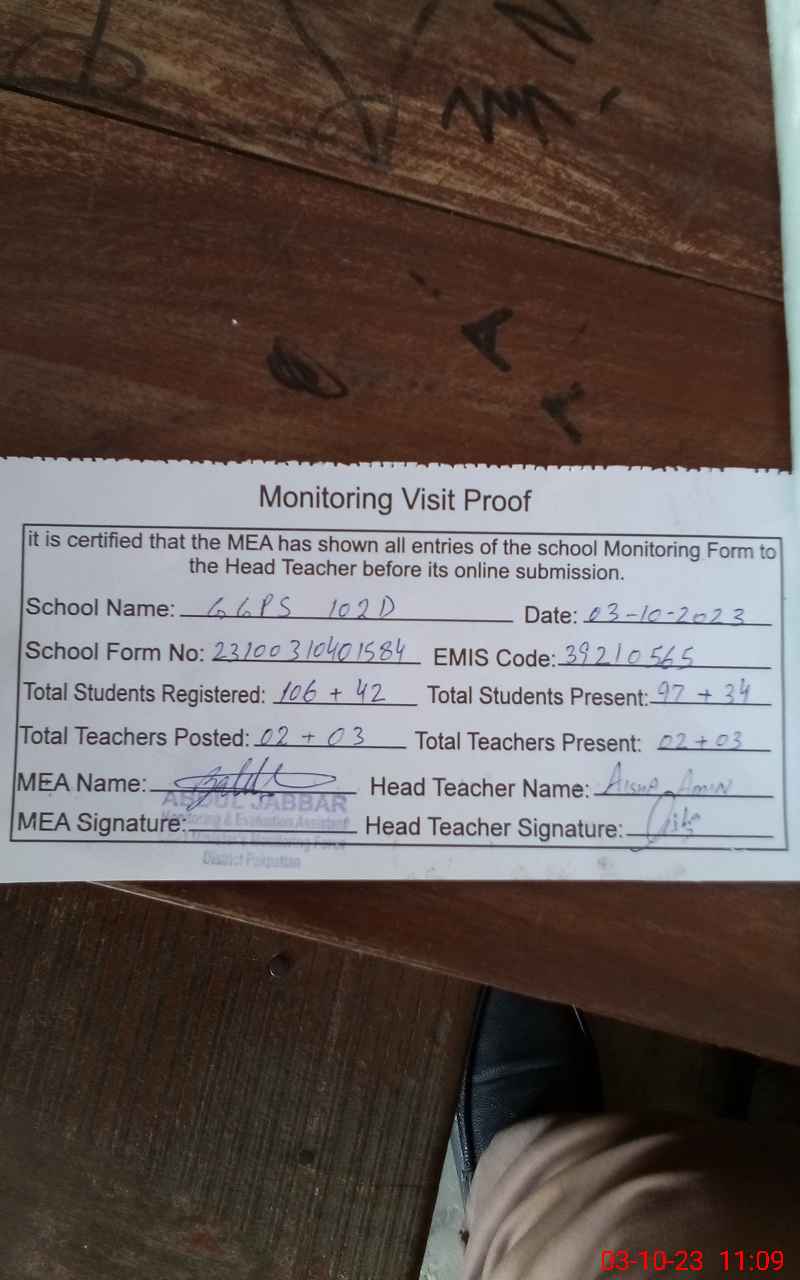 Monitoring Visit Proof
it is certified that the MEA has shown all entries of the school Monitoring Form to
the Head Teacher before its online submission.
School Name: GGPS 102D Date: 03-10-2023
School Form No: 23100310401584 EMIS Code: 39210565
Total Students Registered: 106 + 42 Total Students Present: 97 + 34
Total Teachers Posted: 02 + 03 Total Teachers Present: 02+03
MEA Name: Head Teacher Name: Aisha Amin
ABDUL JABBAR
MEA Signature: Head Teacher Signature:
Monitoring & Evaluation Assistant
Monitoring Force
District Pakpattan
03-10-23 11:09